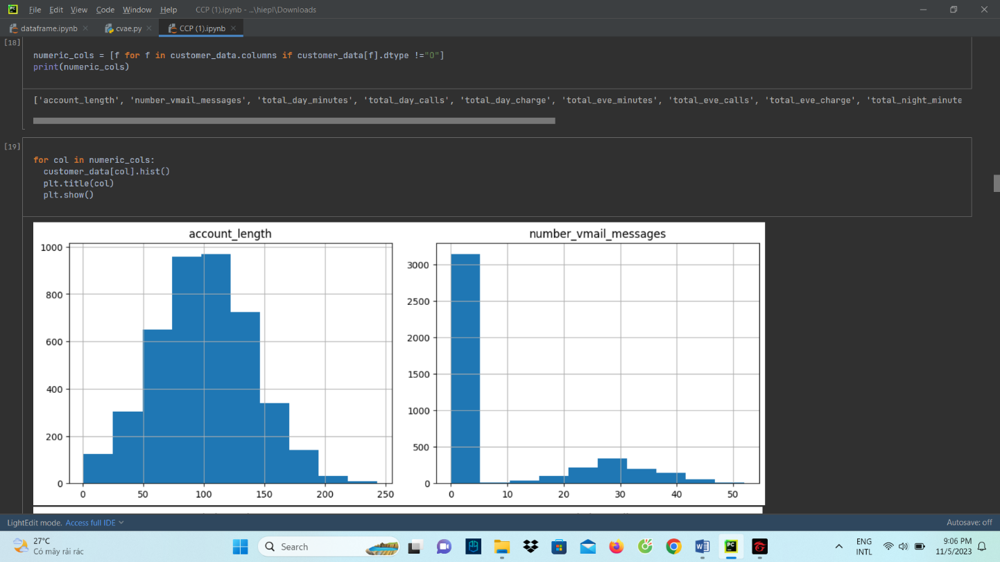 PC File Edit View Code Window Help CCP (1).ipynb - ...\hiepl\Downloads
dataframe.ipynb cvae.py CCP (1).ipynb
[18]
numeric_cols = [f for f in customer_data.columns if customer_data[f].dtype !="O"]
print(numeric_cols)
['account_length', 'number_vmail_messages', 'total_day_minutes', 'total_day_calls', 'total_day_charge', 'total_eve_minutes', 'total_eve_calls', 'total_eve_charge', 'total_night_minute
[19]
for col in numeric_cols:
customer_data[col].hist()
plt.title(col)
plt.show()
account_length
1000
800
600
400
200
0
0 50 100 150 200 250
number_vmail_messages
3000
2500
2000
1500
1000
500
0
0 10 20 30 40 50
LightEdit mode. Access full IDE Autosave: off
27°C
Có mây rải rác
Search
PC
ENG
INTL
9:06 PM
11/5/2023